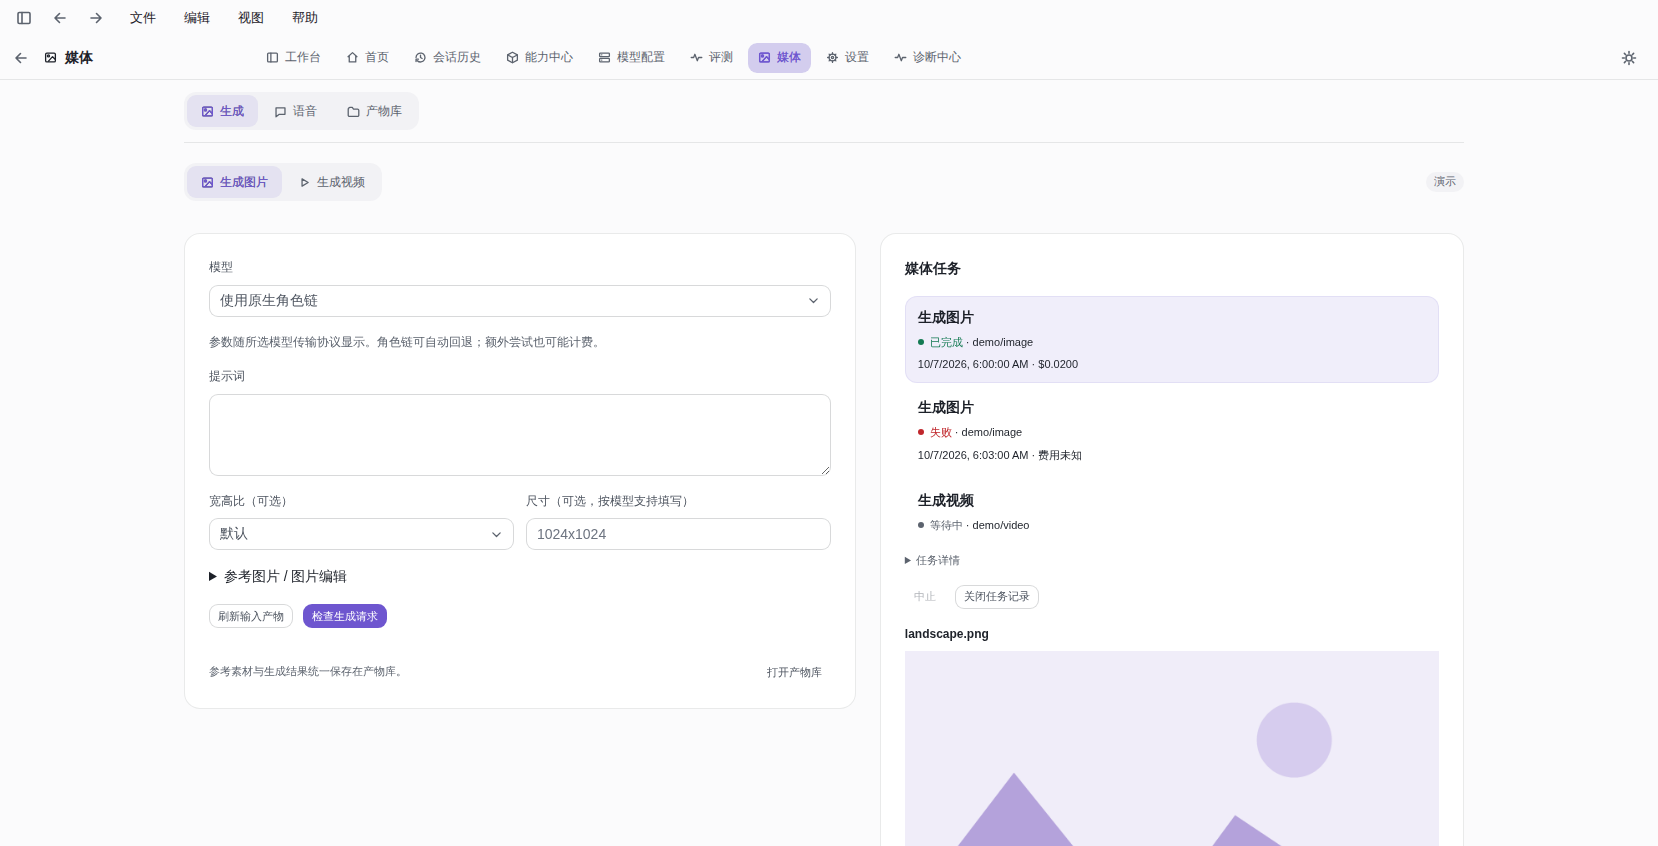 文件 编辑 视图 帮助
媒体 工作台 首页 会话历史 能力中心 模型配置 评测 媒体 设置 诊断中心
生成 语音 产物库
生成图片 生成视频 演示
模型
使用原生角色链
参数随所选模型传输协议显示。角色链可自动回退；额外尝试也可能计费。
提示词
宽高比（可选） 尺寸（可选，按模型支持填写）
默认 1024x1024
参考图片 / 图片编辑
刷新输入产物 检查生成请求
参考素材与生成结果统一保存在产物库。 打开产物库
媒体任务
生成图片
已完成 · demo/image
10/7/2026, 6:00:00 AM · $0.0200
生成图片
失败 · demo/image
10/7/2026, 6:03:00 AM · 费用未知
生成视频
等待中 · demo/video
任务详情
中止 关闭任务记录
landscape.png